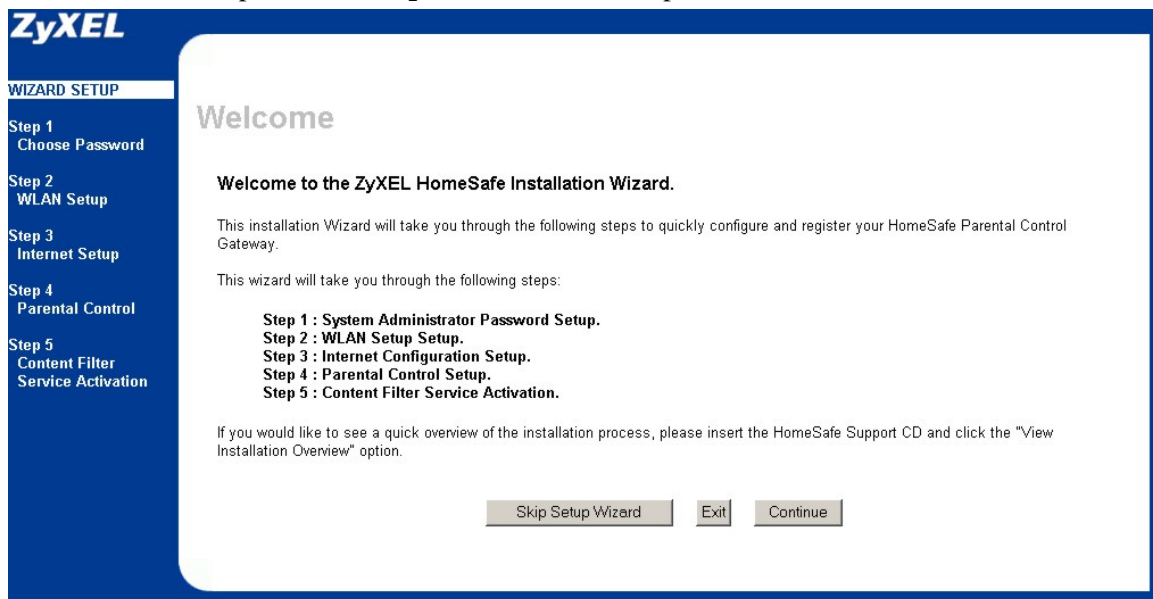 ZyXEL
WIZARD SETUP
Step 1
Choose Password
Step 2
WLAN Setup
Step 3
Internet Setup
Step 4
Parental Control
Step 5
Content Filter
Service Activation
Welcome
Welcome to the ZyXEL HomeSafe Installation Wizard.
This installation Wizard will take you through the following steps to quickly configure and register your HomeSafe Parental Control
Gateway.
This wizard will take you through the following steps:
Step 1 : System Administrator Password Setup.
Step 2 : WLAN Setup Setup.
Step 3 : Internet Configuration Setup.
Step 4 : Parental Control Setup.
Step 5 : Content Filter Service Activation.
If you would like to see a quick overview of the installation process, please insert the HomeSafe Support CD and click the "View
Installation Overview" option.
Skip Setup Wizard Exit Continue